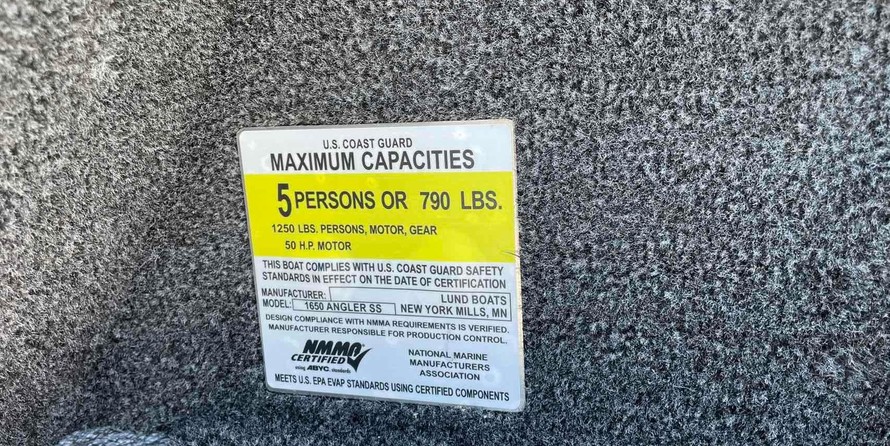 U.S. COAST GUARD
MAXIMUM CAPACITIES
5 PERSONS OR 790 LBS.
1250 LBS. PERSONS, MOTOR, GEAR
50 H.P. MOTOR
THIS BOAT COMPLIES WITH U.S. COAST GUARD SAFETY
STANDARDS IN EFFECT ON THE DATE OF CERTIFICATION
MANUFACTURER: LUND BOATS
MODEL: 1650 ANGLER SS NEW YORK MILLS, MN
DESIGN COMPLIANCE WITH NMMA REQUIREMENTS IS VERIFIED.
MANUFACTURER RESPONSIBLE FOR PRODUCTION CONTROL.
NMMA
CERTIFIED
using ABYC standards
NATIONAL MARINE
MANUFACTURERS
ASSOCIATION
MEETS U.S. EPA EVAP STANDARDS USING CERTIFIED COMPONENTS